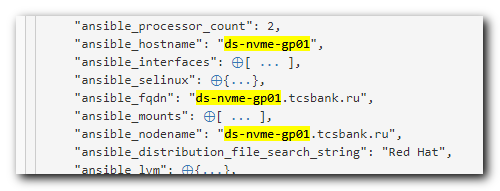 "ansible_processor_count": 2,
"ansible_hostname": "ds-nvme-gp01",
"ansible_interfaces": ⊕[ ... ],
"ansible_selinux": ⊕{...},
"ansible_fqdn": "ds-nvme-gp01.tcsbank.ru",
"ansible_mounts": ⊕[ ... ],
"ansible_nodename": "ds-nvme-gp01.tcsbank.ru",
"ansible_distribution_file_search_string": "Red Hat",
"ansible_lvm": ⊕{...},